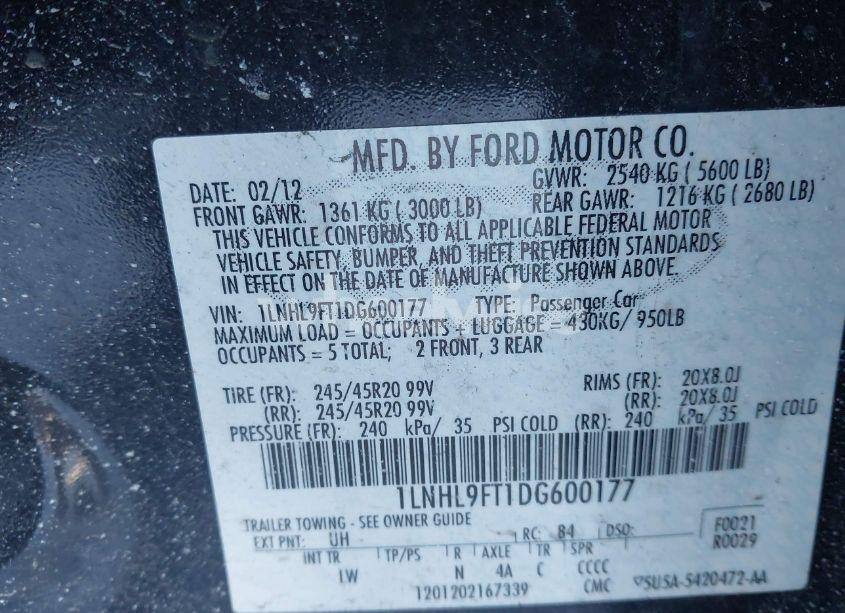 MFD. BY FORD MOTOR CO.
DATE: 02/12 GVWR: 2540 KG ( 5600 LB)
FRONT GAWR: 1361 KG ( 3000 LB) REAR GAWR: 1216 KG ( 2680 LB)
THIS VEHICLE CONFORMS TO ALL APPLICABLE FEDERAL MOTOR
VEHICLE SAFETY, BUMPER, AND THEFT PREVENTION STANDARDS
IN EFFECT ON THE DATE OF MANUFACTURE SHOWN ABOVE.
VIN: 1LNHL9FT1DG600177 TYPE: Passenger Car
MAXIMUM LOAD = OCCUPANTS + LUGGAGE = 430KG/ 950LB
OCCUPANTS = 5 TOTAL; 2 FRONT, 3 REAR
TIRE (FR): 245/45R20 99V RIMS (FR): 20X8.0J
(RR): 245/45R20 99V (RR): 20X8.0J
PRESSURE (FR): 240 kPa/ 35 PSI COLD (RR): 240 kPa/ 35 PSI COLD
1LNHL9FT1DG600177
TRAILER TOWING - SEE OWNER GUIDE F0021
EXT PNT: UH RC: 84 DSO: R0029
INT TR TP/PS R AXLE TR SPR
LW N 4A C CCCC
1201202167339 CMC 5USA-5420472-AA